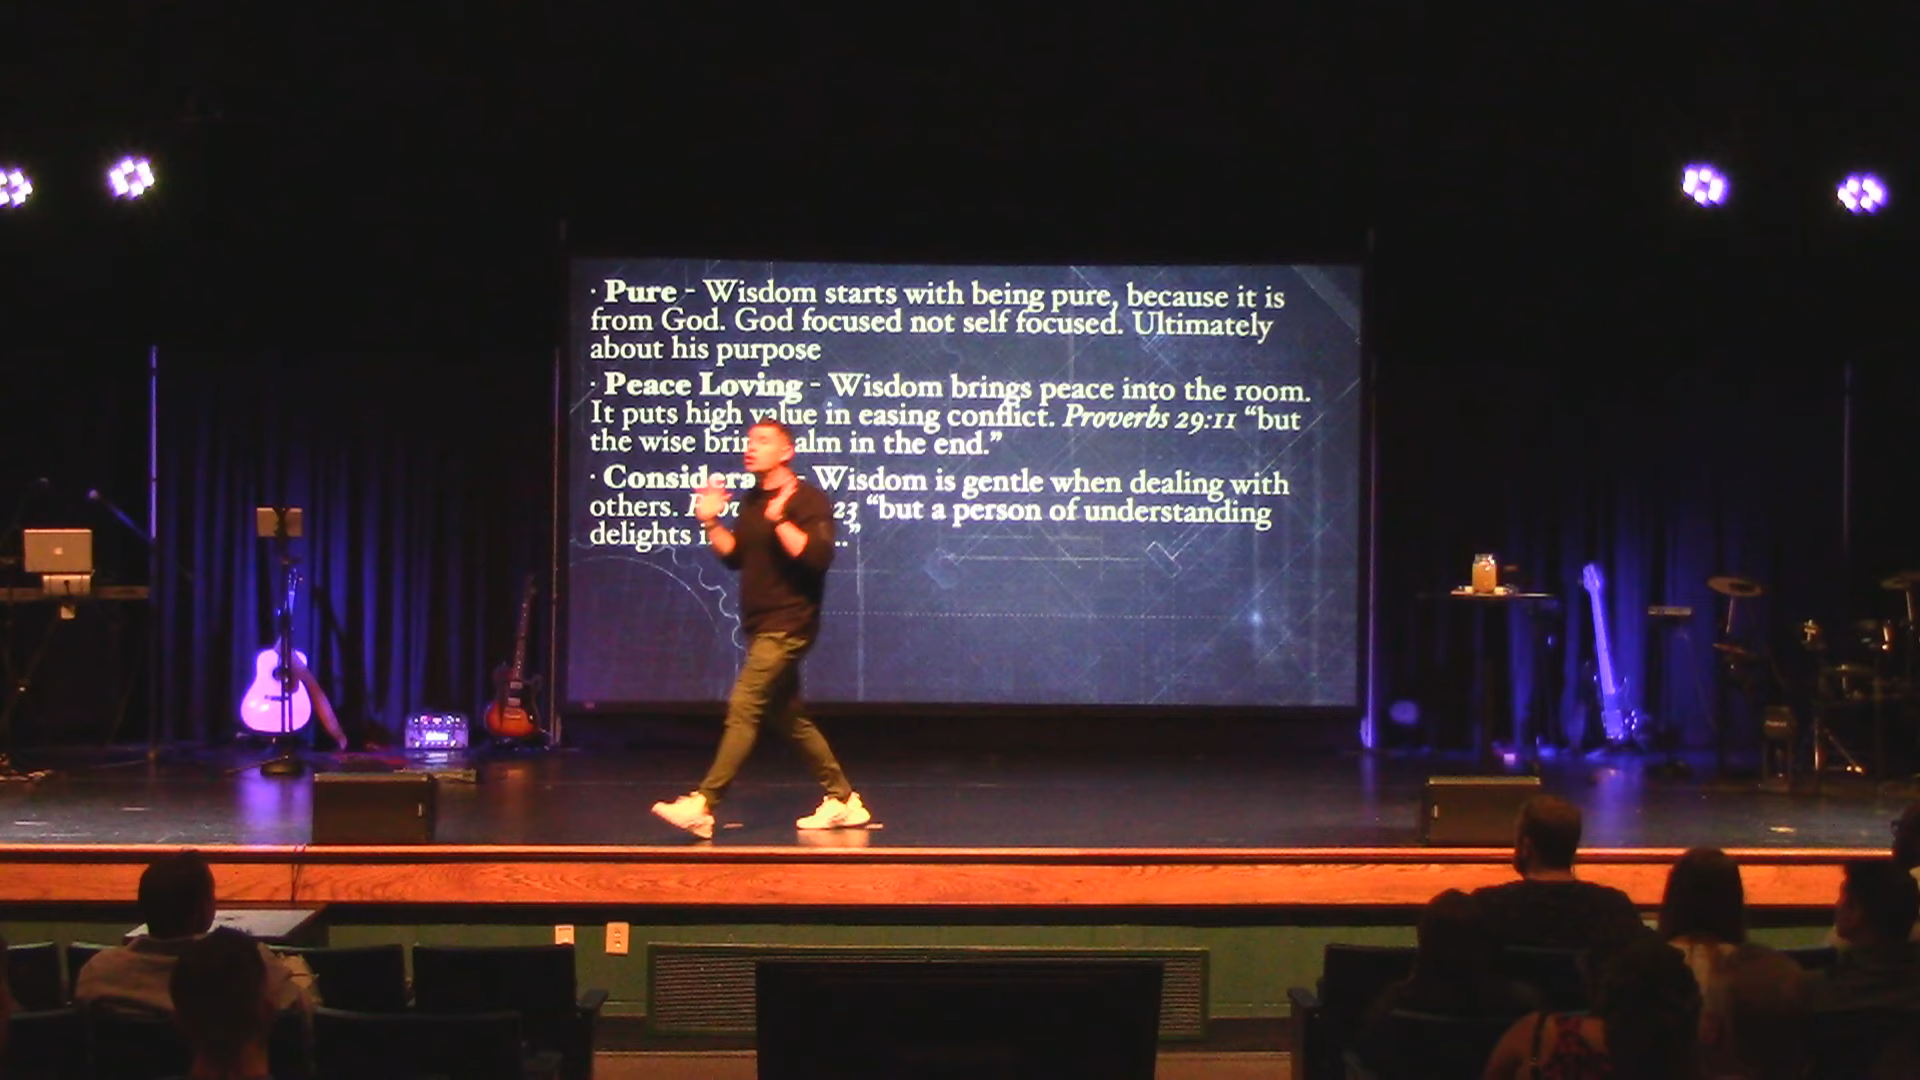 · Pure - Wisdom starts with being pure, because it is
from God. God focused not self focused. Ultimately
about his purpose
· Peace Loving - Wisdom brings peace into the room.
It puts high value in easing conflict. Proverbs 29:11 “but
the wise alm in the end.”
· - Wisdom is gentle when dealing with
others. 23 “but a person of understanding
delights ..”